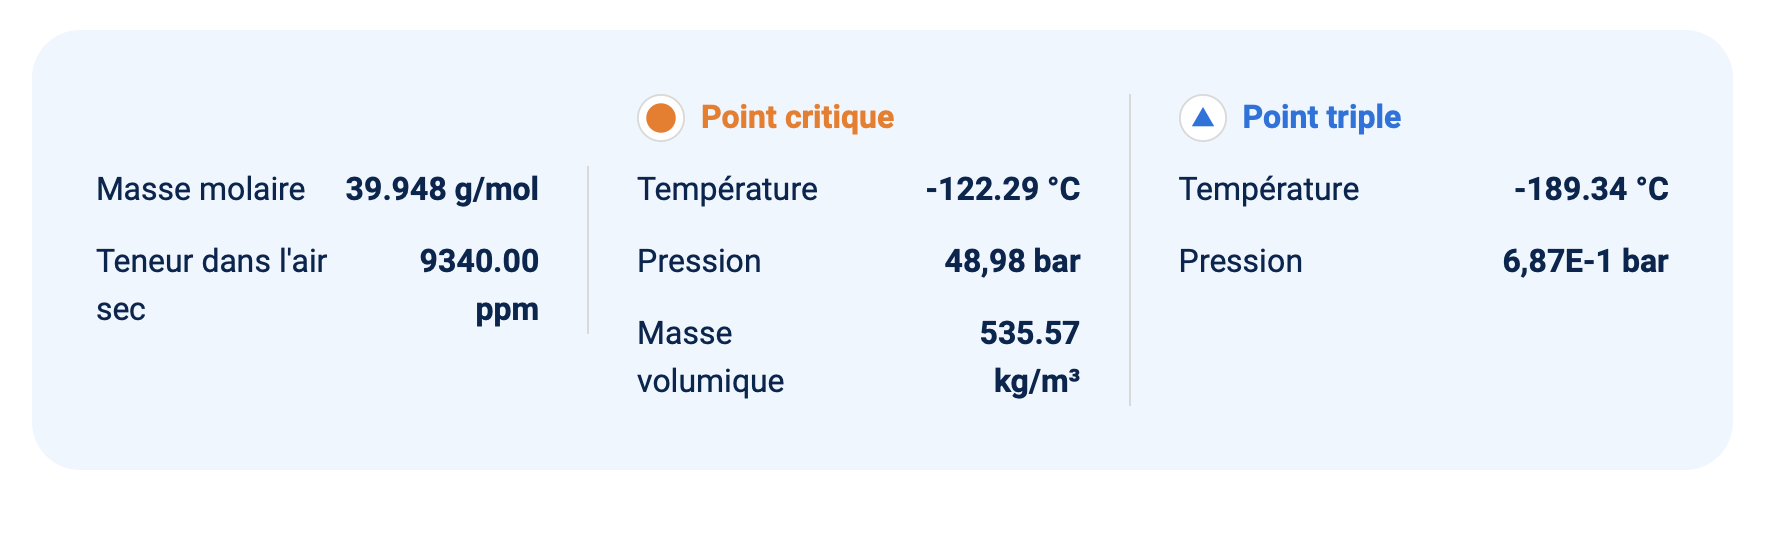 Masse molaire 39.948 g/mol
Teneur dans l'air 9340.00
sec ppm
Point critique
Température -122.29 °C
Pression 48,98 bar
Masse 535.57
volumique kg/m³
Point triple
Température -189.34 °C
Pression 6,87E-1 bar